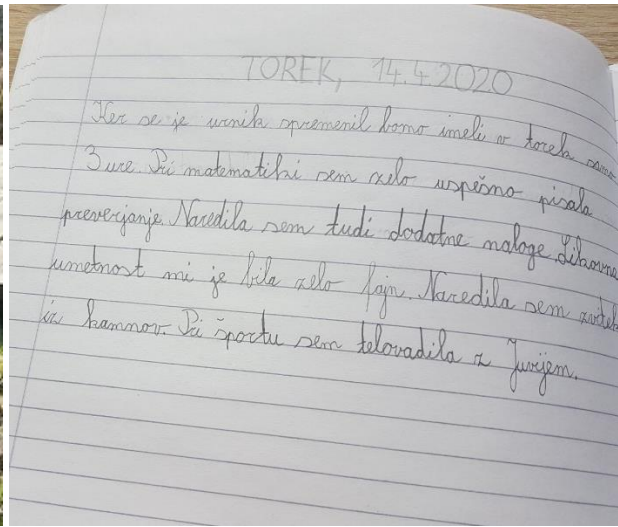 TOREK, 14.4.2020
Ker se je urnik spremenil bomo imeli v torek samo
3 ure Pri matematiki sem zelo uspešno pisala
preverjanje. Naredila sem tudi dodatne naloge. Likovna
umetnost mi je bila zelo fajn. Naredila sem
iz kamnov. Pri športu sem telovadila z Jurijem.